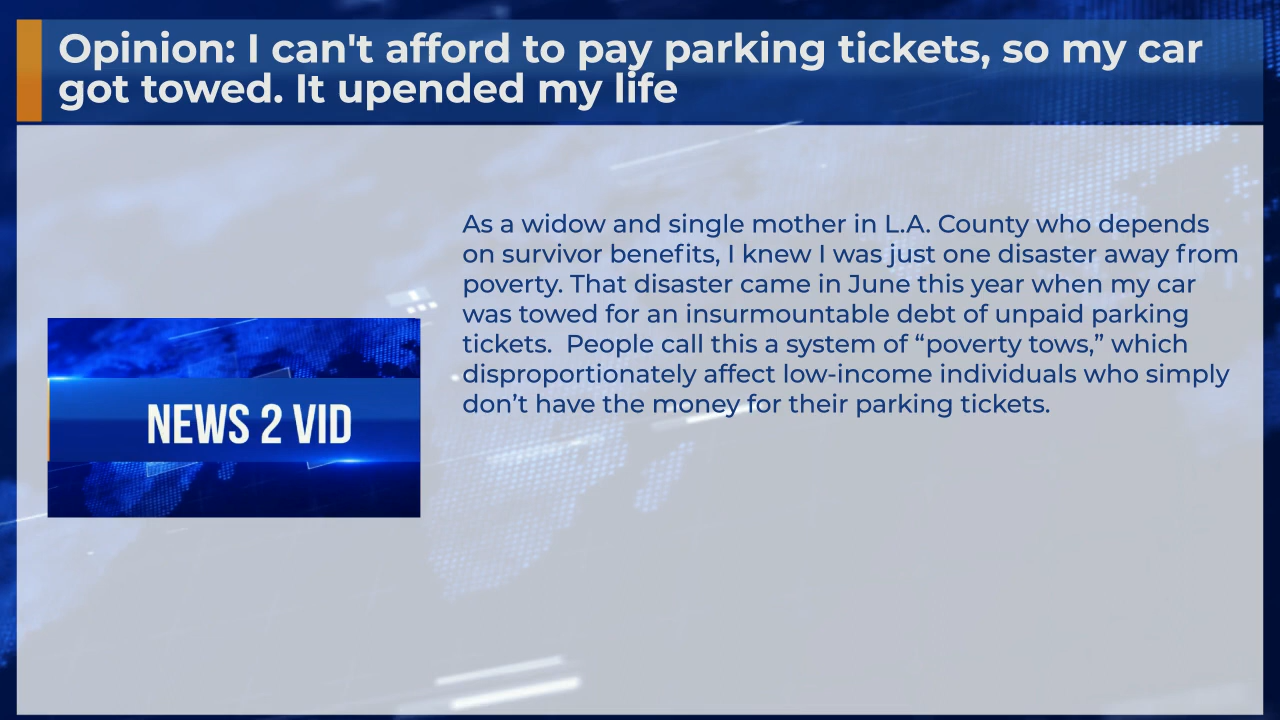 Opinion: I can't afford to pay parking tickets, so my car
got towed. It upended my life
As a widow and single mother in L.A. County who depends
on survivor benefits, I knew I was just one disaster away from
poverty. That disaster came in June this year when my car
was towed for an insurmountable debt of unpaid parking
tickets.  People call this a system of “poverty tows,” which
disproportionately affect low-income individuals who simply
don’t have the money for their parking tickets.
NEWS 2 VID